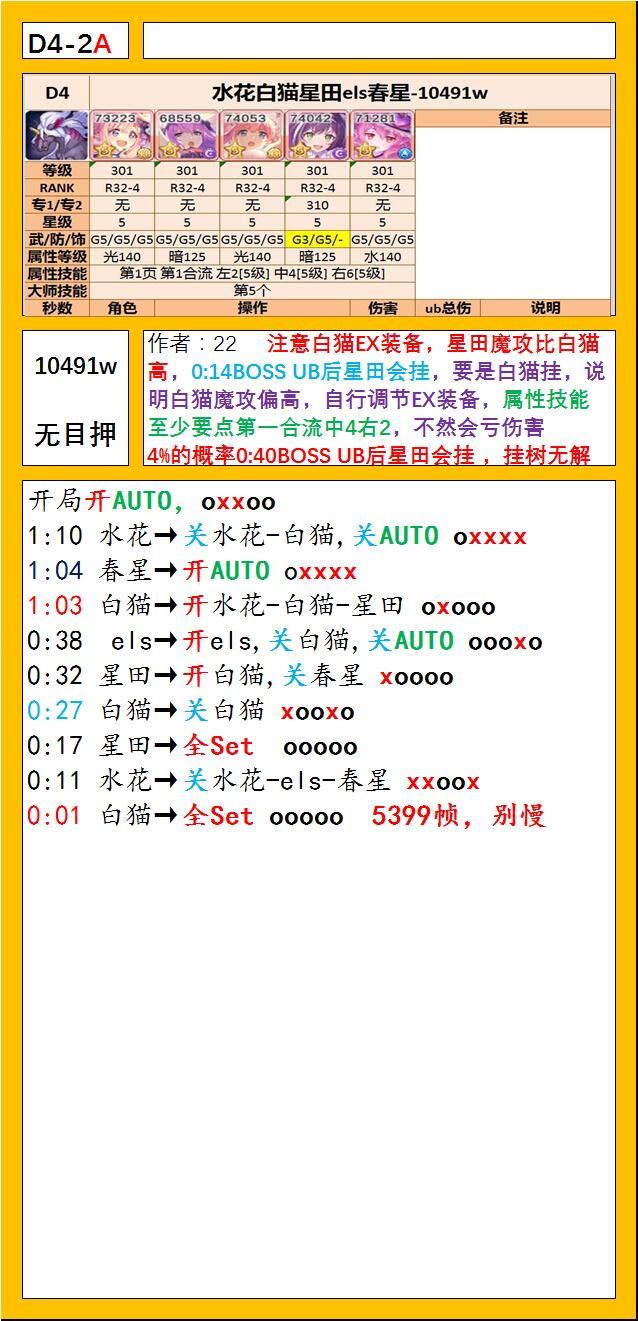 D4-2A
D4 水花白猫星田els春星-10491w
73223 68559 74053 74042 71281 备注
等级 301 301 301 301 301
RANK R32-4 R32-4 R32-4 R32-4 R32-4
专1/专2 无 无 无 310 无
星级 5 5 5 5 5
武/防/饰 G5/G5/G5 G5/G5/G5 G5/G5/G5 G3/G5/- G5/G5/G5
属性等级 光140 暗125 光140 暗125 水140
属性技能 第1页 第1合流 左2[5级] 中4[5级] 右6[5级]
大师技能 第5个
秒数 角色 操作 伤害 ub总伤 说明
10491w
无目押
作者：22 注意白猫EX装备，星田魔攻比白猫
高，0:14BOSS UB后星田会挂，要是白猫挂，说
明白猫魔攻偏高，自行调节EX装备，属性技能
至少要点第一合流中4右2，不然会亏伤害
4%的概率0:40BOSS UB后星田会挂 ，挂树无解
开局开AUTO, oxxoo
1:10 水花→关水花-白猫,关AUTO oxxxx
1:04 春星→开AUTO oxxxx
1:03 白猫→开水花-白猫-星田 oxooo
0:38 els→开els,关白猫,关AUTO oooxo
0:32 星田→开白猫,关春星 xoooo
0:27 白猫→关白猫 xooxo
0:17 星田→全Set ooooo
0:11 水花→关水花-els-春星 xxoox
0:01 白猫→全Set ooooo 5399帧, 别慢